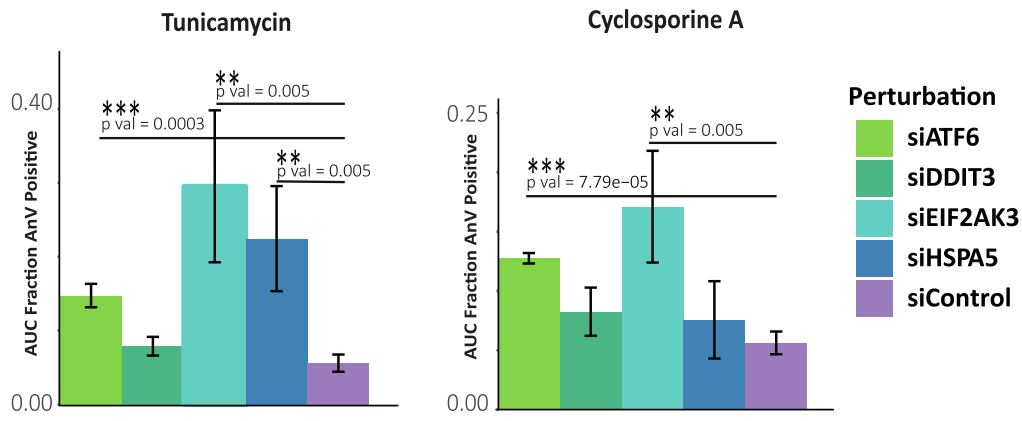 Tunicamycin
AUC Fraction AnV Poisitive
0.40
0.00
**
p val = 0.005
***
p val = 0.0003
**
p val = 0.005
Cyclosporine A
AUC Fraction AnV Positive
0.25
0.00
**
p val = 0.005
***
p val = 7.79e−05
Perturbation
siATF6
siDDIT3
siEIF2AK3
siHSPA5
siControl